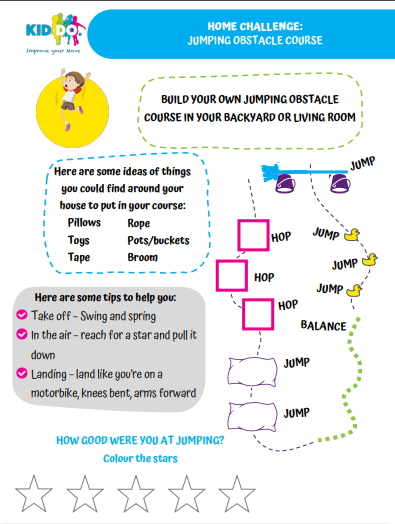 KIDDO
Improve your Move
HOME CHALLENGE:
JUMPING OBSTACLE COURSE
BUILD YOUR OWN JUMPING OBSTACLE
COURSE IN YOUR BACKYARD OR LIVING ROOM
Here are some ideas of things
you could find around your
house to put in your course:
Pillows Rope
Toys Pots/buckets
Tape Broom
JUMP
HOP
JUMP
HOP
JUMP
JUMP
HOP
BALANCE
JUMP
JUMP
Here are some tips to help you:
Take off – Swing and spring
In the air – reach for a star and pull it
down
Landing – land like you're on a
motorbike, knees bent, arms forward
HOW GOOD WERE YOU AT JUMPING?
Colour the stars